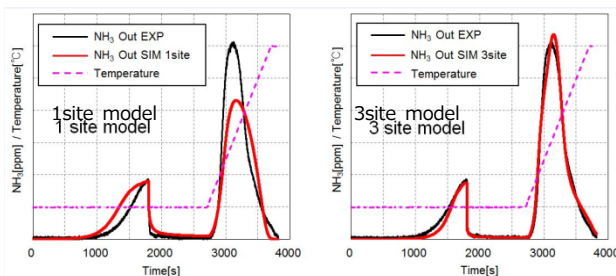 NH₃ Out EXP
NH₃ Out SIM 1site
Temperature
1site model
1 site model
NH₃[ppm] / Temperature[℃]
0 1000 2000 3000 4000
Time[s]
NH₃ Out EXP
NH₃ Out SIM 3site
Temperature
3site model
3 site model
NH₃[ppm] / Temperature[℃]
0 1000 2000 3000 4000
Time[s]